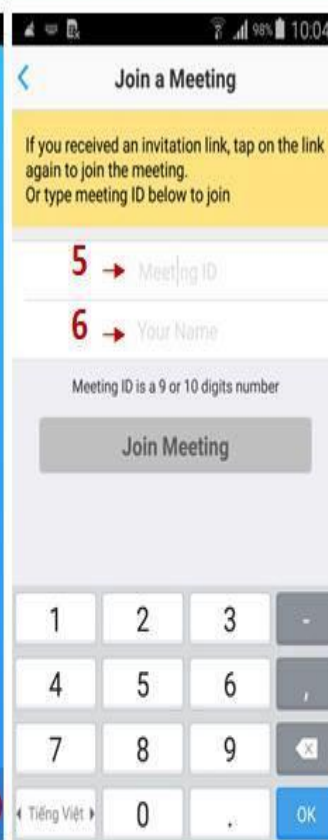 98% 10:04
Join a Meeting
If you received an invitation link, tap on the link
again to join the meeting.
Or type meeting ID below to join
5 → Meeting ID
6 → Your Name
Meeting ID is a 9 or 10 digits number
Join Meeting
1 2 3 -
4 5 6 ,
7 8 9
Tiếng Việt 0 . OK